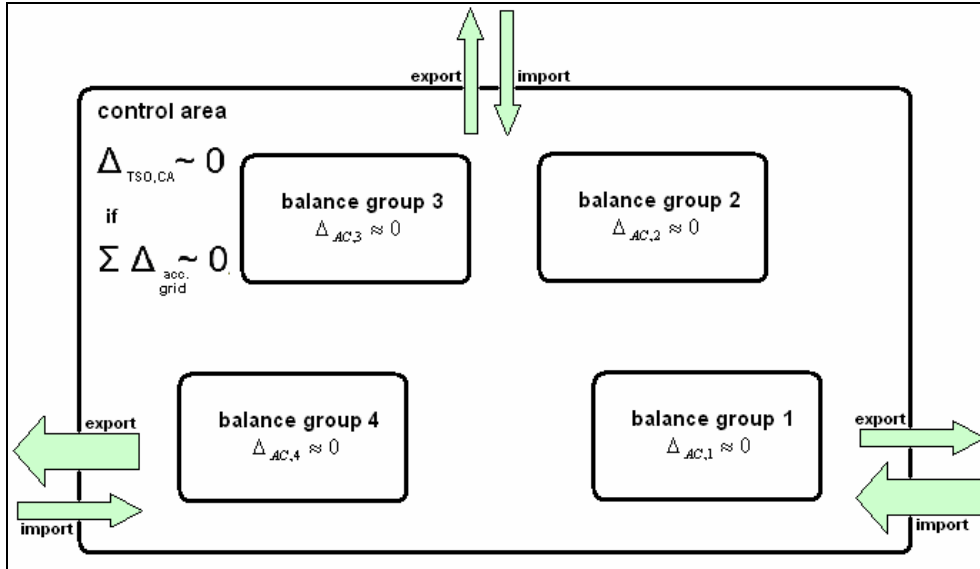 export
import
control area
Δ TSO,CA ~ 0
if
Σ Δ acc. grid ~ 0
balance group 3
Δ AC,3 ≈ 0
balance group 2
Δ AC,2 ≈ 0
balance group 4
Δ AC,4 ≈ 0
balance group 1
Δ AC,1 ≈ 0
export
import
export
import